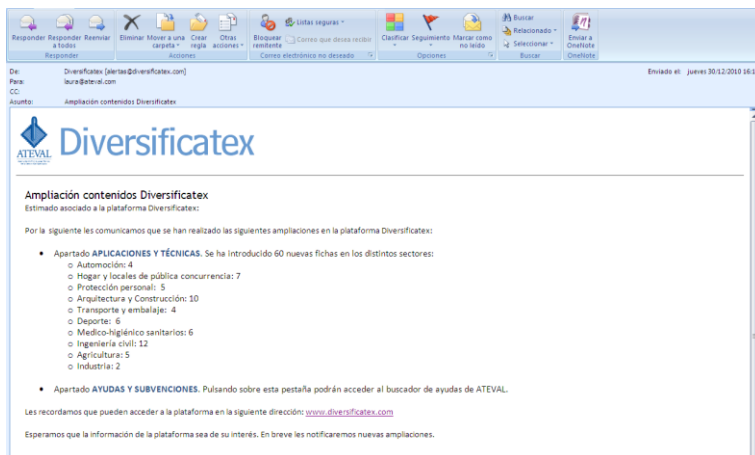 Responder Responder a todos Reenviar
Responder
Eliminar Mover a una carpeta Crear regla Otras acciones
Acciones
Bloquear remitente Listas seguras
Correo que desea recibir
Correo electrónico no deseado
Clasificar Seguimiento Marcar como no leído
Opciones
Buscar
Relacionado
Seleccionar
Buscar
Enviar a OneNote
OneNote
De: Diversificatex [alertas@diversificatex.com]
Enviado el: jueves 30/12/2010 16:1
Para: laura@ateval.com
CC:
Asunto: Ampliación contenidos Diversificatex
ATEVAL
Diversificatex
Ampliación contenidos Diversificatex
Estimado asociado a la plataforma Diversificatex:
Por la siguiente les comunicamos que se han realizado las siguientes ampliaciones en la plataforma Diversificatex:
• Apartado APLICACIONES Y TÉCNICAS. Se ha introducido 60 nuevas fichas en los distintos sectores:
o Automoción: 4
o Hogar y locales de pública concurrencia: 7
o Protección personal: 5
o Arquitectura y Construcción: 10
o Transporte y embalaje: 4
o Deporte: 6
o Medico-higiénico sanitarios: 6
o Ingeniería civil: 12
o Agricultura: 5
o Industria: 2
• Apartado AYUDAS Y SUBVENCIONES. Pulsando sobre esta pestaña podrán acceder al buscador de ayudas de ATEVAL.
Les recordamos que pueden acceder a la plataforma en la siguiente dirección: www.diversificatex.com
Esperamos que la información de la plataforma sea de su interés. En breve les notificaremos nuevas ampliaciones.